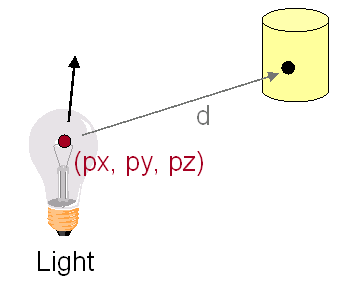 d
(px, py, pz)
Light